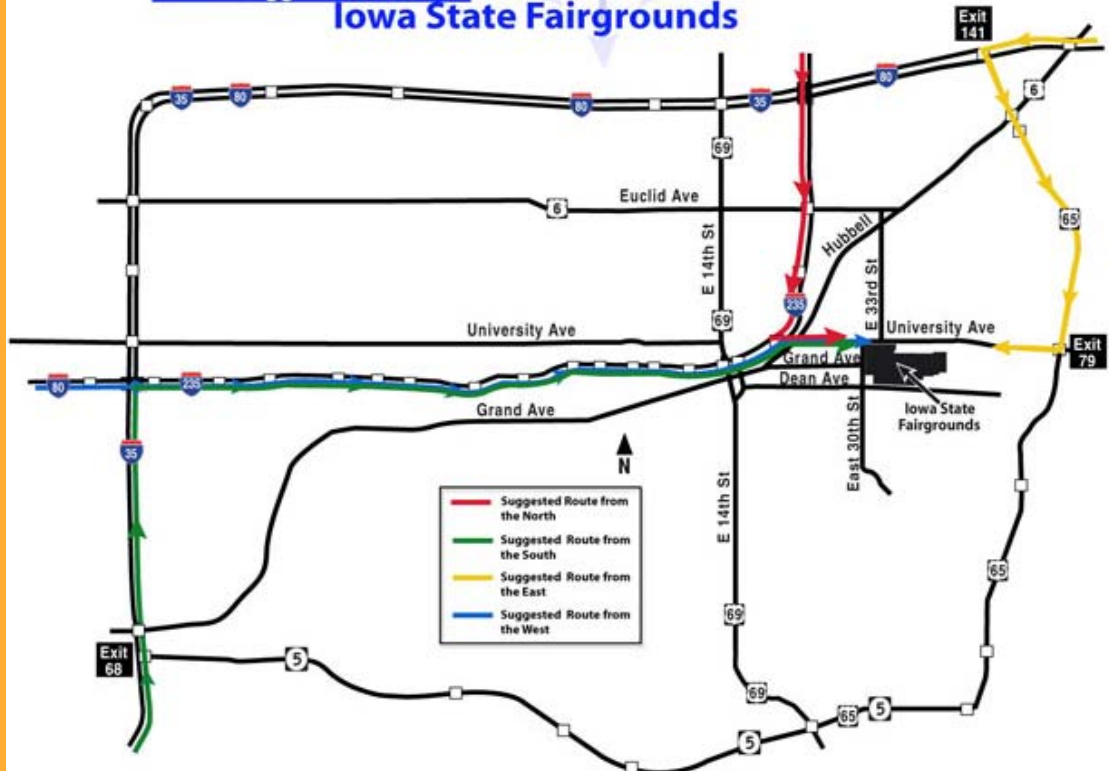 Iowa State Fairgrounds
Exit
141
35
80
80
35
80
6
69
Euclid Ave
6
65
E 14th St
Hubbell
E 33rd St
235
69
University Ave
University Ave
Exit
79
Grand Ave
Dean Ave
80
235
Grand Ave
Iowa State
Fairgrounds
East 30th St
35
N
E 14th St
Suggested Route from
the North
Suggested Route from
the South
Suggested Route from
the East
Suggested Route from
the West
65
69
Exit
68
5
69
65
5
5